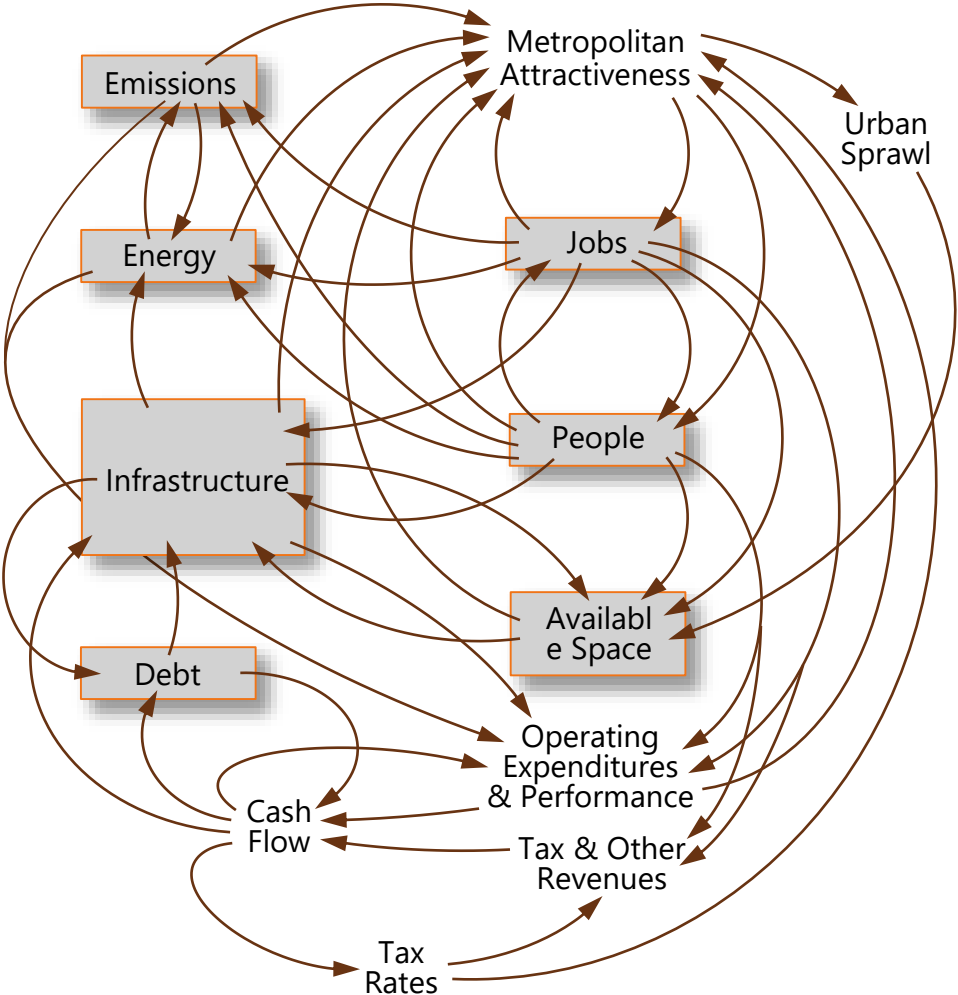 Metropolitan
Attractiveness
Emissions
Urban
Sprawl
Jobs
Energy
People
Infrastructure
Availabl
e Space
Debt
Operating
Expenditures
& Performance
Cash
Flow
Tax & Other
Revenues
Tax
Rates